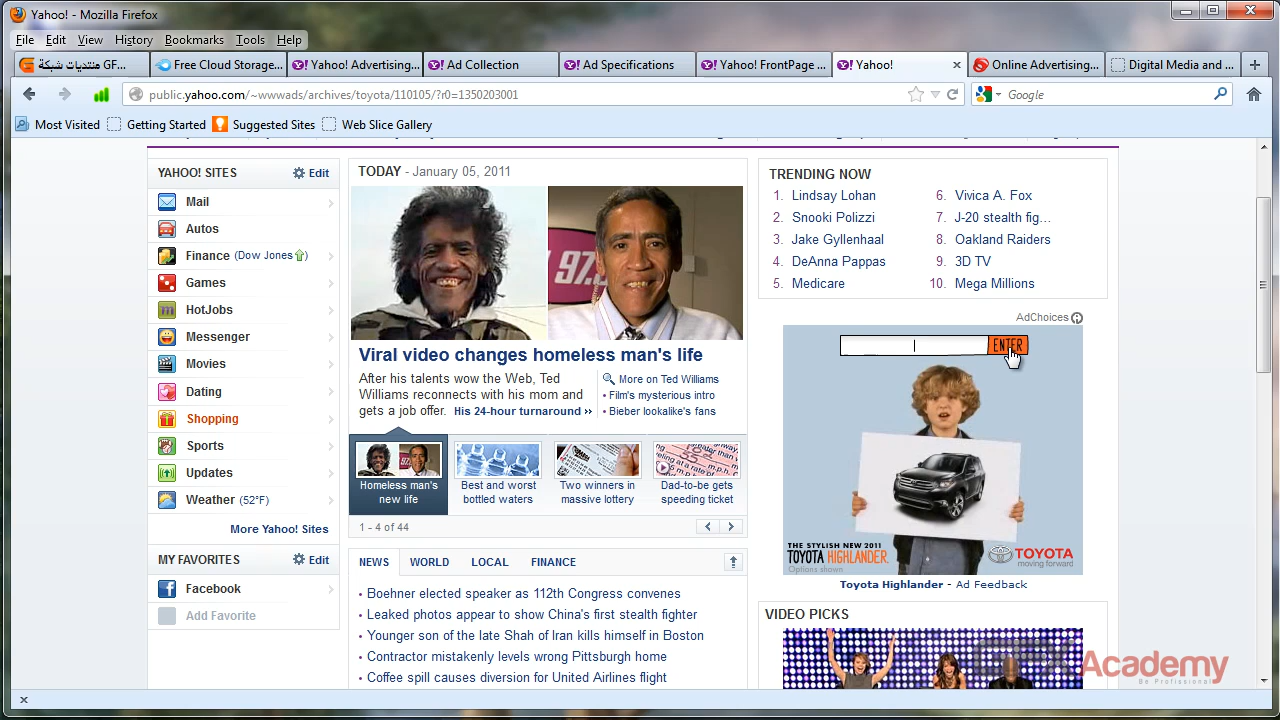 Yahoo! - Mozilla Firefox
File Edit View History Bookmarks Tools Help
منتديات شبكة GF...
Free Cloud Storage...
Yahoo! Advertising...
Ad Collection
Ad Specifications
Yahoo! FrontPage ...
Yahoo!
Online Advertising...
Digital Media and ...
public.yahoo.com/~wwwads/archives/toyota/110105/?r0=1350203001
Google
Most Visited Getting Started Suggested Sites Web Slice Gallery
YAHOO! SITES Edit
Mail
Autos
Finance (Dow Jones)
Games
HotJobs
Messenger
Movies
Dating
Shopping
Sports
Updates
Weather (52°F)
More Yahoo! Sites
MY FAVORITES Edit
Facebook
Add Favorite
TODAY - January 05, 2011
97.
Viral video changes homeless man's life
After his talents wow the Web, Ted
Williams reconnects with his mom and
gets a job offer. His 24-hour turnaround ››
More on Ted Williams
• Film's mysterious intro
• Bieber lookalike's fans
Homeless man's
new life
Best and worst
bottled waters
Two winners in
massive lottery
Dad-to-be gets
speeding ticket
1 - 4 of 44
NEWS WORLD LOCAL FINANCE
• Boehner elected speaker as 112th Congress convenes
• Leaked photos appear to show China's first stealth fighter
• Younger son of the late Shah of Iran kills himself in Boston
• Contractor mistakenly levels wrong Pittsburgh home
• Coffee spill causes diversion for United Airlines flight
TRENDING NOW
1. Lindsay Lohan
2. Snooki Polizzi
3. Jake Gyllenhaal
4. DeAnna Pappas
5. Medicare
6. Vivica A. Fox
7. J-20 stealth fig...
8. Oakland Raiders
9. 3D TV
10. Mega Millions
AdChoices
ENTER
THE STYLISH NEW 2011
TOYOTA HIGHLANDER.
Options shown
TOYOTA
moving forward
Toyota Highlander - Ad Feedback
VIDEO PICKS
Academy
Be Professional